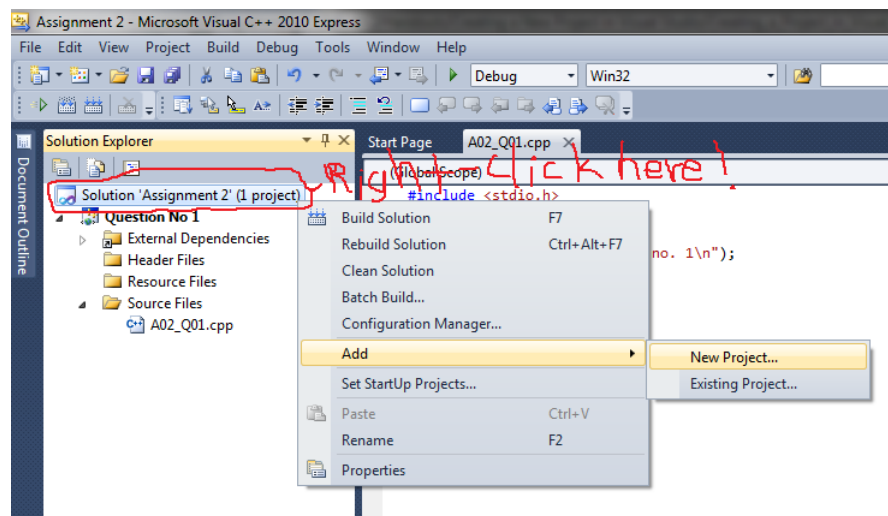 Assignment 2 - Microsoft Visual C++ 2010 Express
File Edit View Project Build Debug Tools Window Help
Debug Win32
Solution Explorer
Start Page A02_Q01.cpp
Document Outline
Right-Click here!
(Global Scope)
Solution 'Assignment 2' (1 project)
#include <stdio.h>
Question No 1
External Dependencies
Header Files
Resource Files
Source Files
A02_Q01.cpp
no. 1\n");
Build Solution F7
Rebuild Solution Ctrl+Alt+F7
Clean Solution
Batch Build...
Configuration Manager...
Add
New Project...
Existing Project...
Set StartUp Projects...
Paste Ctrl+V
Rename F2
Properties